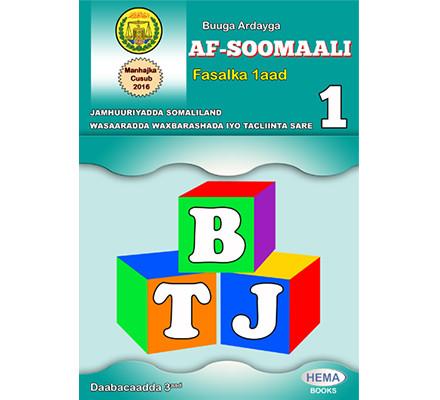 Buuga Ardayga
AF-SOOMAALI
Fasalka 1aad
Manhajka
Cusub
2016
JAMHUURIYADDA SOMALILAND
WASAARADDA WAXBARASHADA IYO TACLIINTA SARE
1
B
T J
Daabacaadda 3aad
HEMA
BOOKS